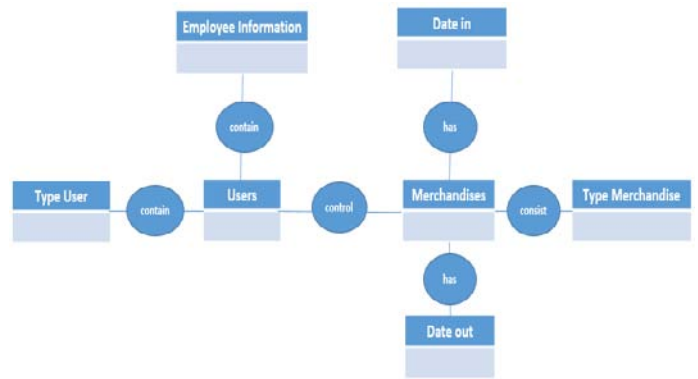 Employee Information
Date in
contain
has
Type User
contain
Users
control
Merchandises
consist
Type Merchandise
has
Date out